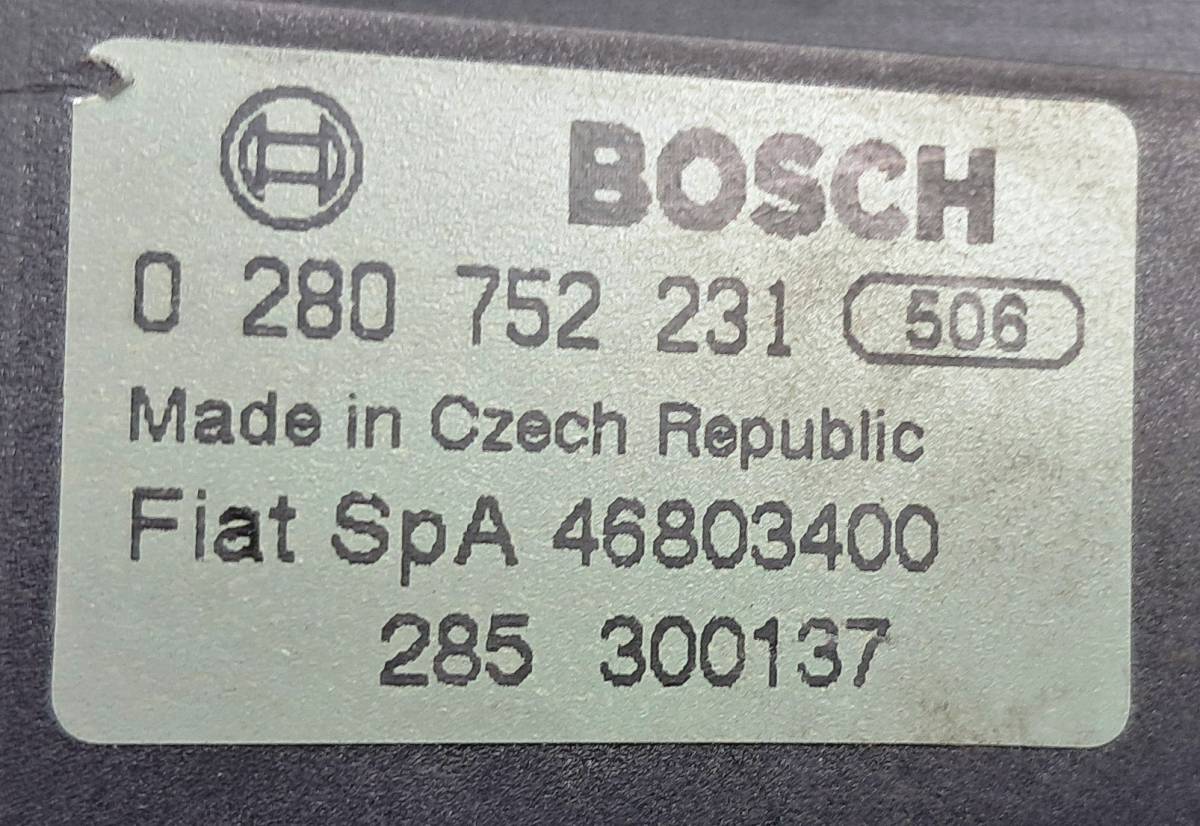 BOSCH
0 280 752 231 506
Made in Czech Republic
Fiat SpA 46803400
285 300137